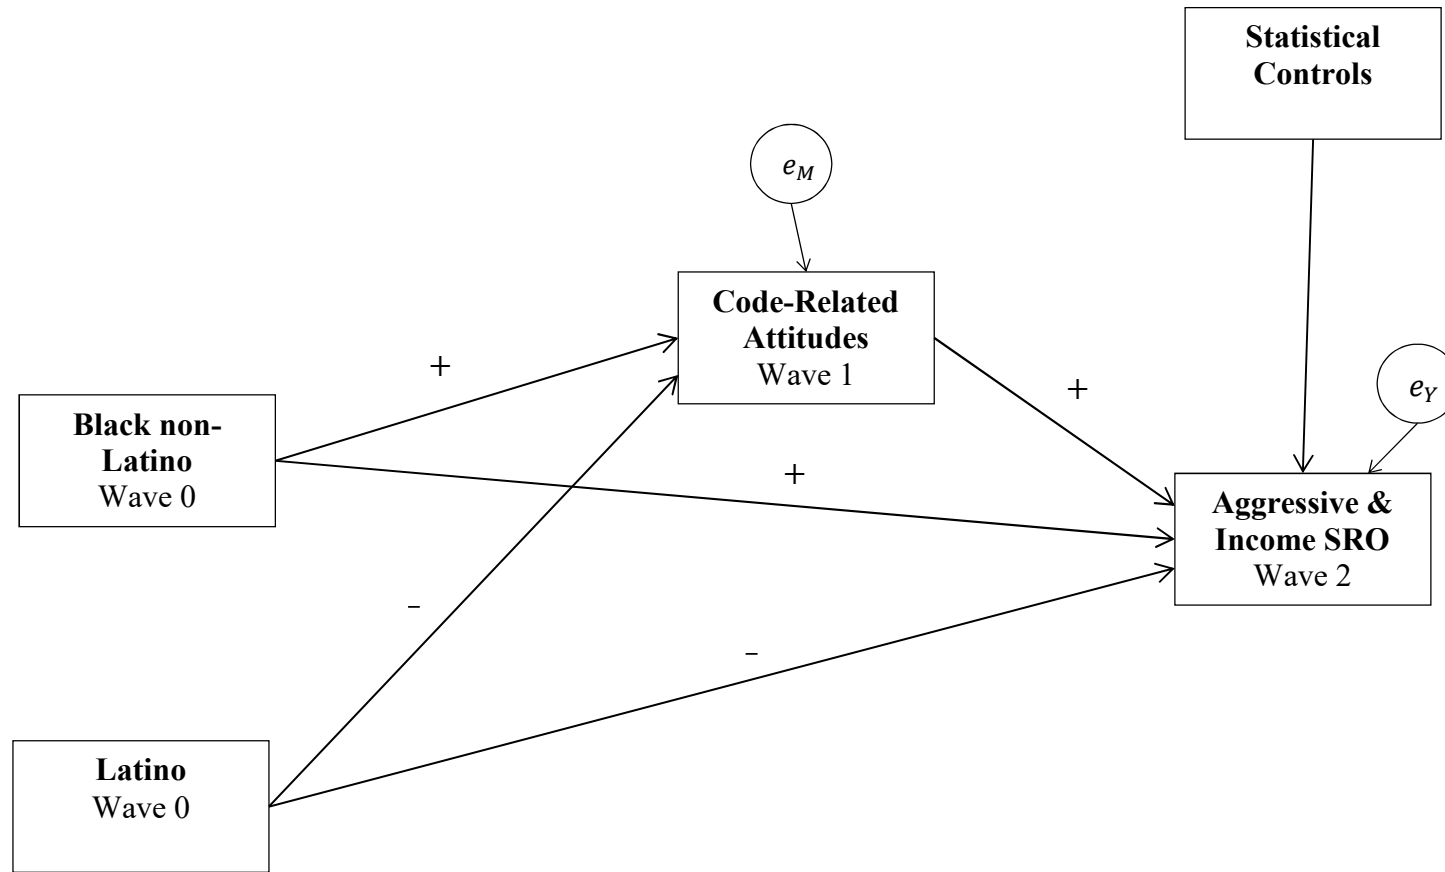 Statistical
Controls
e_M
Code-Related
Attitudes
Wave 1
+
+
e_Y
Black non-
Latino
Wave 0
+
Aggressive &
Income SRO
Wave 2
-
-
Latino
Wave 0